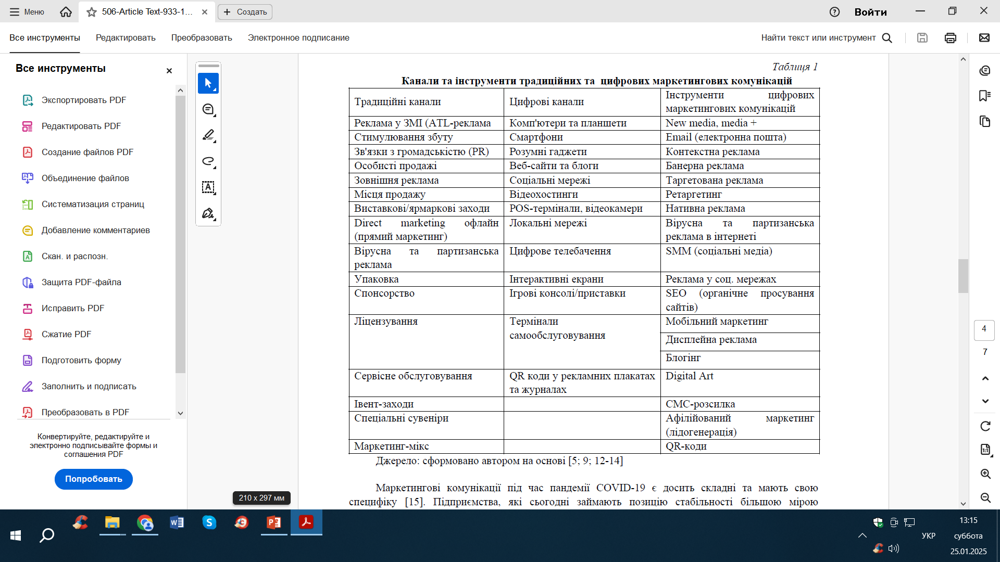 Меню
506-Article Text-933-1...
Создать
Войти
Все инструменты
Редактировать
Преобразовать
Электронное подписание
Найти текст или инструмент
Все инструменты
Экспортировать PDF
Редактировать PDF
Создание файлов PDF
Объединение файлов
Систематизация страниц
Добавление комментариев
Скан. и распозн.
Защита PDF-файла
Исправить PDF
Сжатие PDF
Подготовить форму
Заполнить и подписать
Преобразовать в PDF
Конвертируйте, редактируйте и
электронно подписывайте формы и
соглашения PDF
Попробовать
210 x 297 мм
Таблиця 1
Канали та інструменти традиційних та цифрових маркетингових комунікацій
Традиційні канали
Цифрові канали
Інструменти цифрових
маркетингових комунікацій
Реклама у ЗМІ (ATL-реклама
Комп'ютери та планшети
New media, media +
Стимулювання збуту
Смартфони
Email (електронна пошта)
Зв'язки з громадськістю (PR)
Розумні гаджети
Контекстна реклама
Особисті продажі
Веб-сайти та блоги
Банерна реклама
Зовнішня реклама
Соціальні мережі
Таргетована реклама
Місця продажу
Відеохостинги
Ретаргетинг
Виставкові/ярмаркові заходи
POS-термінали, відеокамери
Нативна реклама
Direct marketing офлайн
(прямий маркетинг)
Локальні мережі
Вірусна та партизанська
реклама в інтернеті
Вірусна та партизанська
реклама
Цифрове телебачення
SMM (соціальні медіа)
Упаковка
Інтерактивні екрани
Реклама у соц. мережах
Спонсорство
Ігрові консолі/приставки
SEO (органічне просування
сайтів)
Ліцензування
Термінали
самообслуговування
Мобільний маркетинг
Дисплейна реклама
Блогінг
Сервісне обслуговування
QR коди у рекламних плакатах
та журналах
Digital Art
Івент-заходи
СМС-розсилка
Спеціальні сувеніри
Афілійований маркетинг
(лідогенерація)
Маркетинг-мікс
QR-коди
Джерело: сформовано автором на основі [5; 9; 12-14]
Маркетингові комунікації під час пандемії COVID-19 є досить складні та мають свою
специфіку [15]. Підприємства, які сьогодні займають позицію стабільності більшою мірою
4
7
1:1
УКР
13:15
суббота
25.01.2025